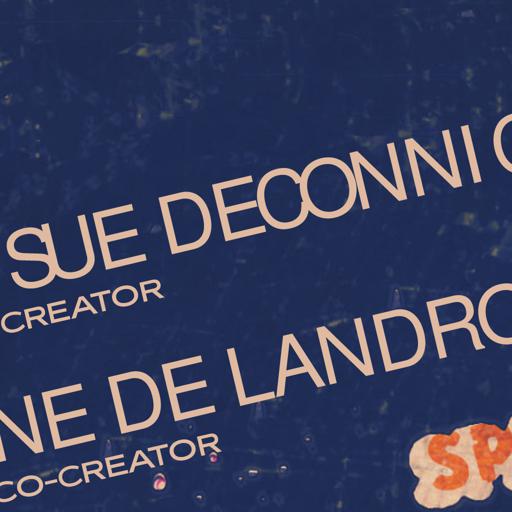 SUE DECONNI C
CREATOR
NE DE LANDRO
CO-CREATOR
SP